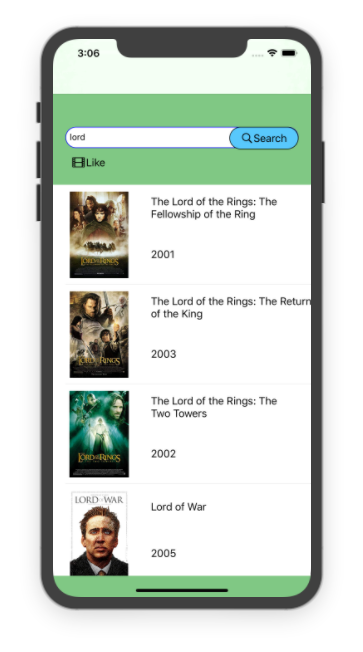 3:06
lord
Search
Like
The Lord of the Rings: The
Fellowship of the Ring
2001
The Lord of the Rings: The Return
of the King
2003
The Lord of the Rings: The
Two Towers
2002
LORD OF WAR
Lord of War
2005